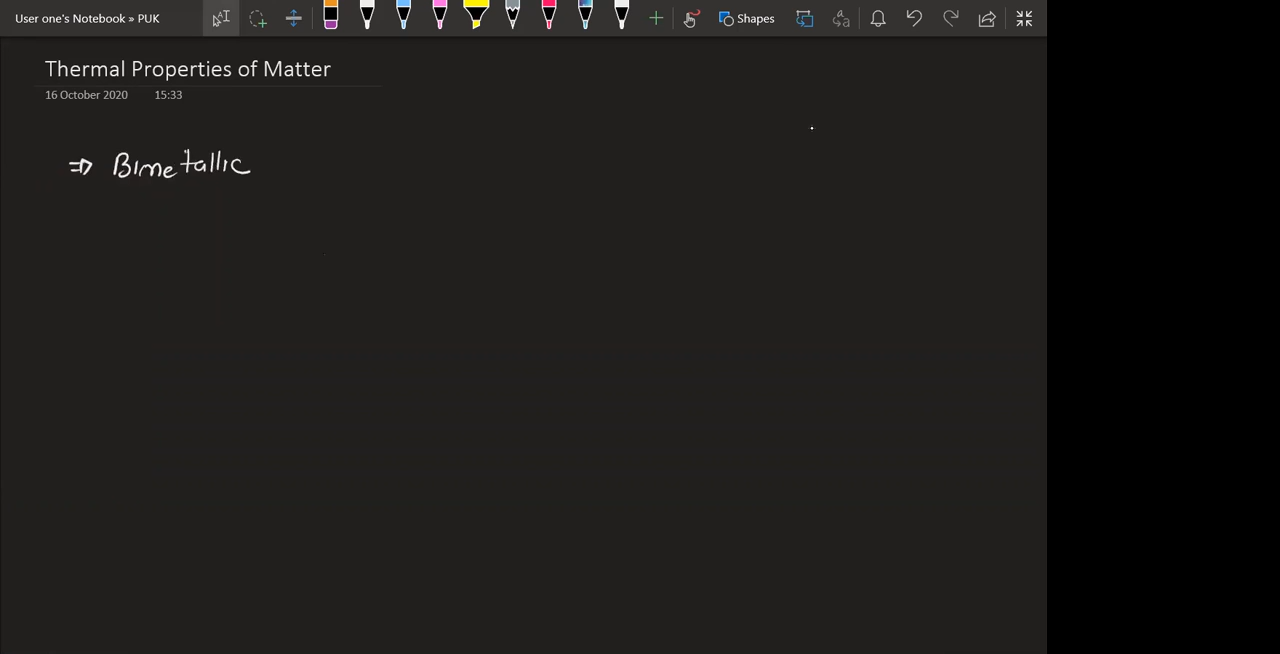 User one's Notebook » PUK
Shapes
Thermal Properties of Matter
16 October 2020 15:33
⇒ Bimetallic